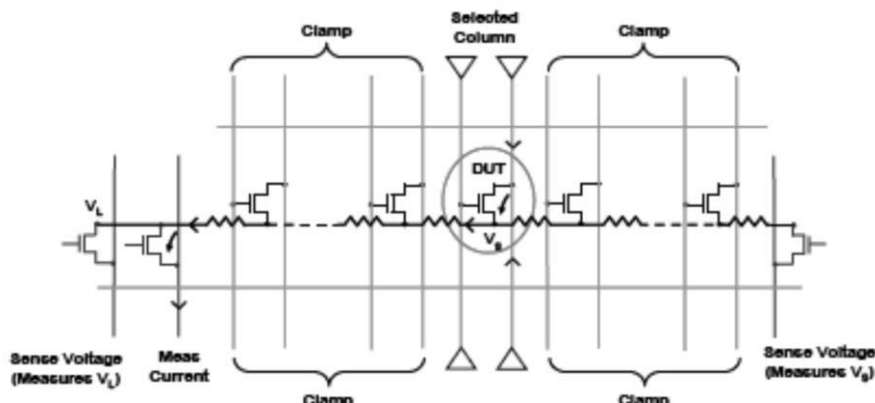 Clamp
Selected
Column
Clamp
DUT
V_L
V_S
Sense Voltage
(Measures V_L)
Meas
Current
Sense Voltage
(Measures V_S)
Clamp
Clamp